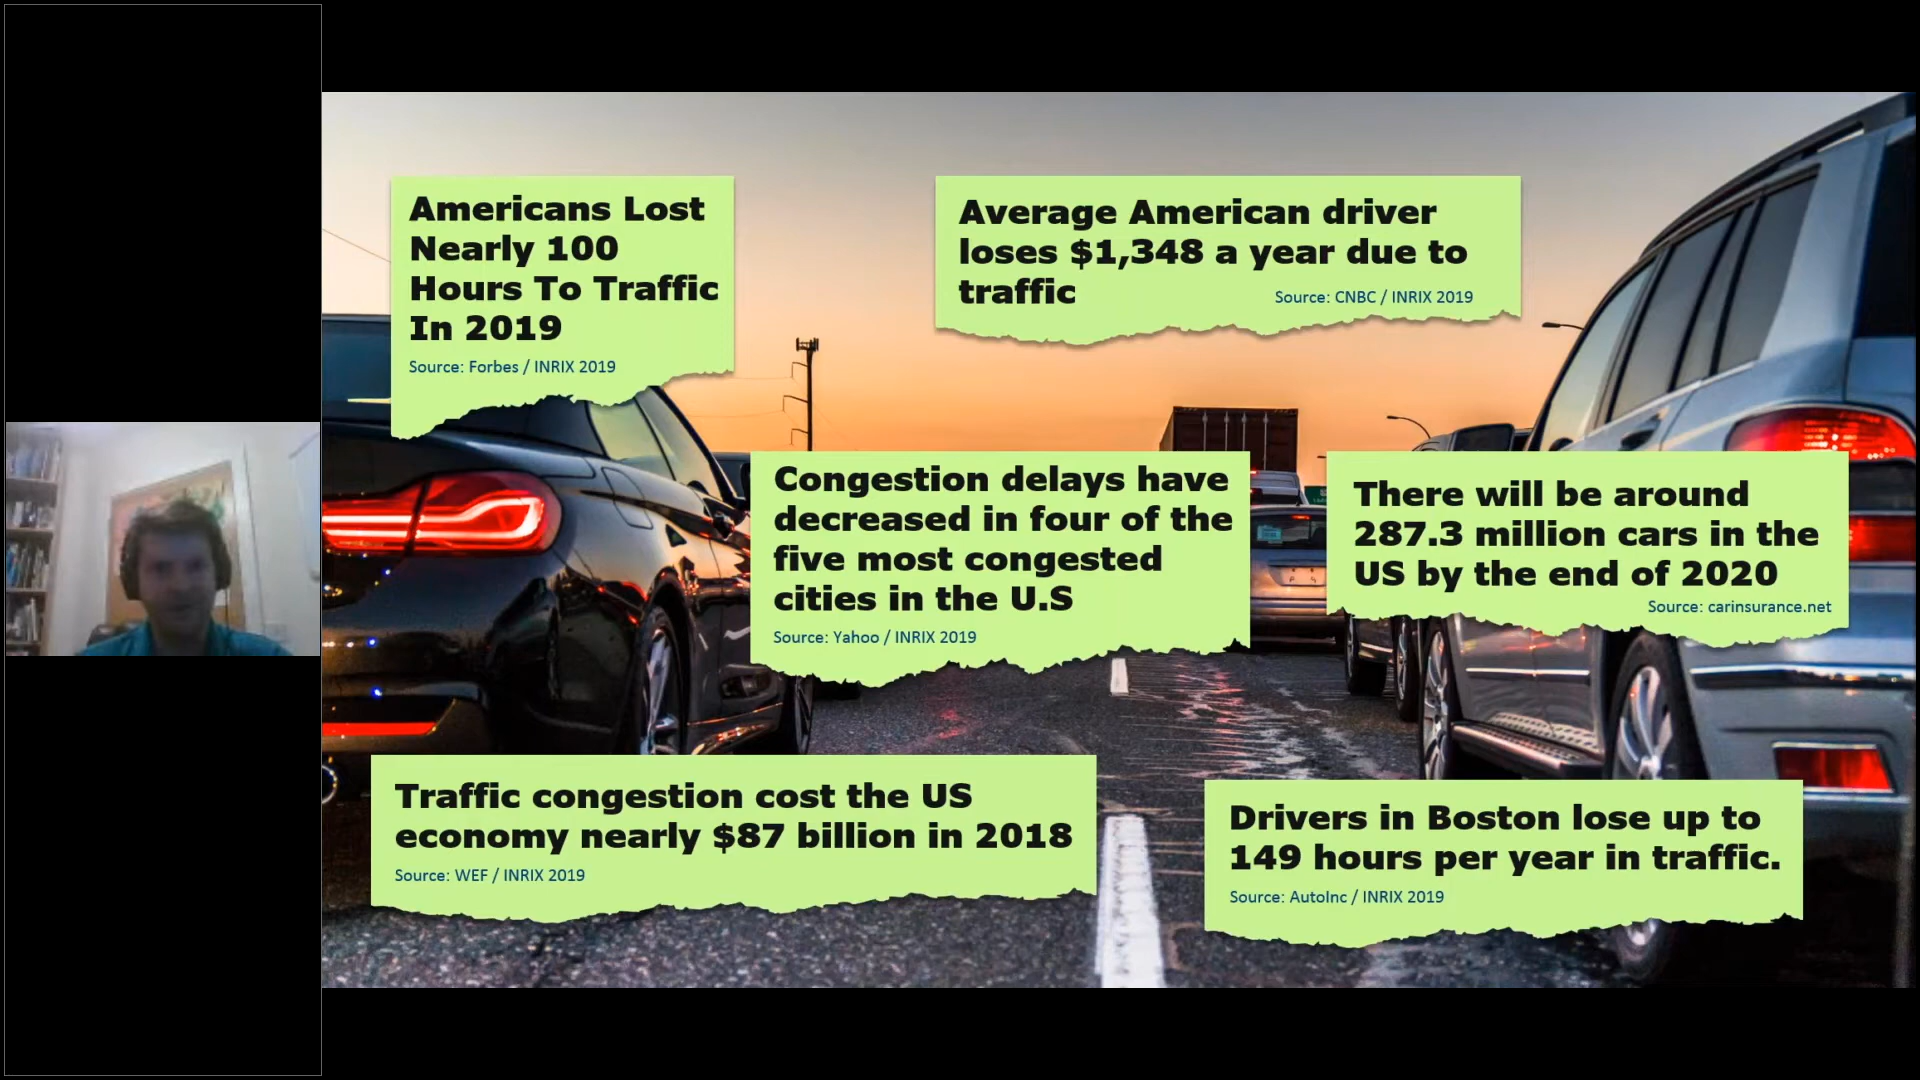 Americans Lost
Nearly 100
Hours To Traffic
In 2019
Source: Forbes / INRIX 2019
Average American driver
loses $1,348 a year due to
traffic
Source: CNBC / INRIX 2019
Congestion delays have
decreased in four of the
five most congested
cities in the U.S
Source: Yahoo / INRIX 2019
There will be around
287.3 million cars in the
US by the end of 2020
Source: carinsurance.net
Traffic congestion cost the US
economy nearly $87 billion in 2018
Source: WEF / INRIX 2019
Drivers in Boston lose up to
149 hours per year in traffic.
Source: AutoInc / INRIX 2019